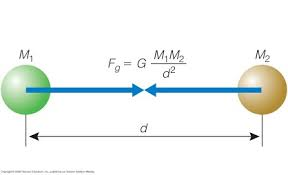 M₁
M₂
F_g = G M₁M₂ / d²
d